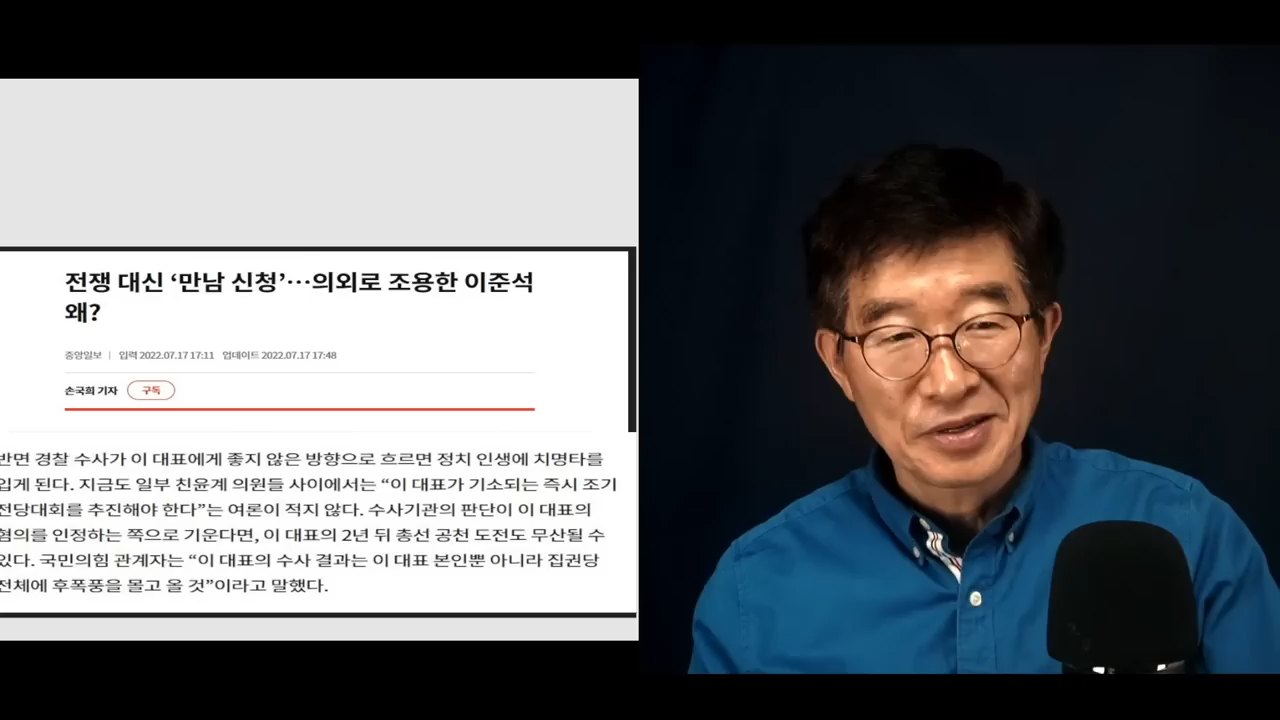 전쟁 대신 ‘만남 신청’…의외로 조용한 이준석
왜?
중앙일보 | 입력 2022.07.17 17:11 업데이트 2022.07.17 17:48
손국희 기자 구독
반면 경찰 수사가 이 대표에게 좋지 않은 방향으로 흐르면 정치 인생에 치명타를
입게 된다. 지금도 일부 친윤계 의원들 사이에서는 “이 대표가 기소되는 즉시 조기
전당대회를 추진해야 한다”는 여론이 적지 않다. 수사기관의 판단이 이 대표의
혐의를 인정하는 쪽으로 기운다면, 이 대표의 2년 뒤 총선 공천 도전도 무산될 수
있다. 국민의힘 관계자는 “이 대표의 수사 결과는 이 대표 본인뿐 아니라 집권당
전체에 후폭풍을 몰고 올 것”이라고 말했다.